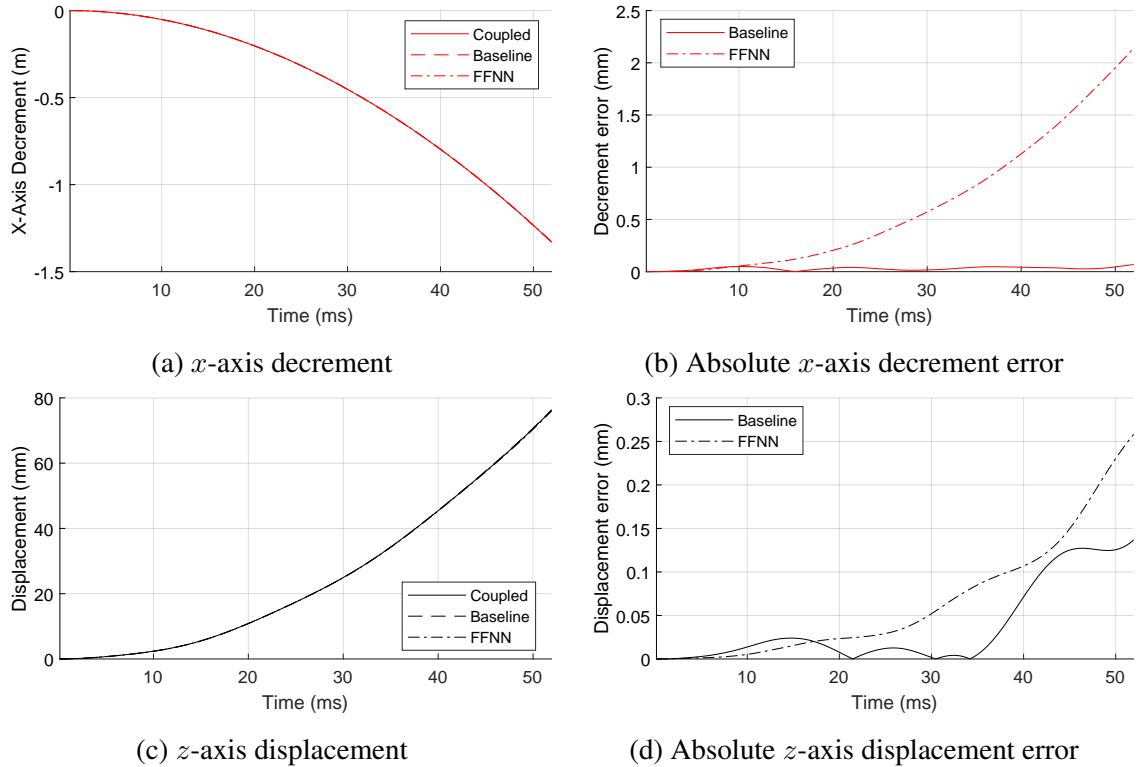 X-Axis Decrement (m)
0
-0.5
-1
-1.5
10 20 30 40 50
Time (ms)
Coupled
Baseline
FFNN
(a) x-axis decrement
Decrement error (mm)
2.5
2
1.5
1
0.5
0
10 20 30 40 50
Time (ms)
Baseline
FFNN
(b) Absolute x-axis decrement error
Displacement (mm)
80
60
40
20
0
10 20 30 40 50
Time (ms)
Coupled
Baseline
FFNN
(c) z-axis displacement
Displacement error (mm)
0.3
0.25
0.2
0.15
0.1
0.05
0
10 20 30 40 50
Time (ms)
Baseline
FFNN
(d) Absolute z-axis displacement error